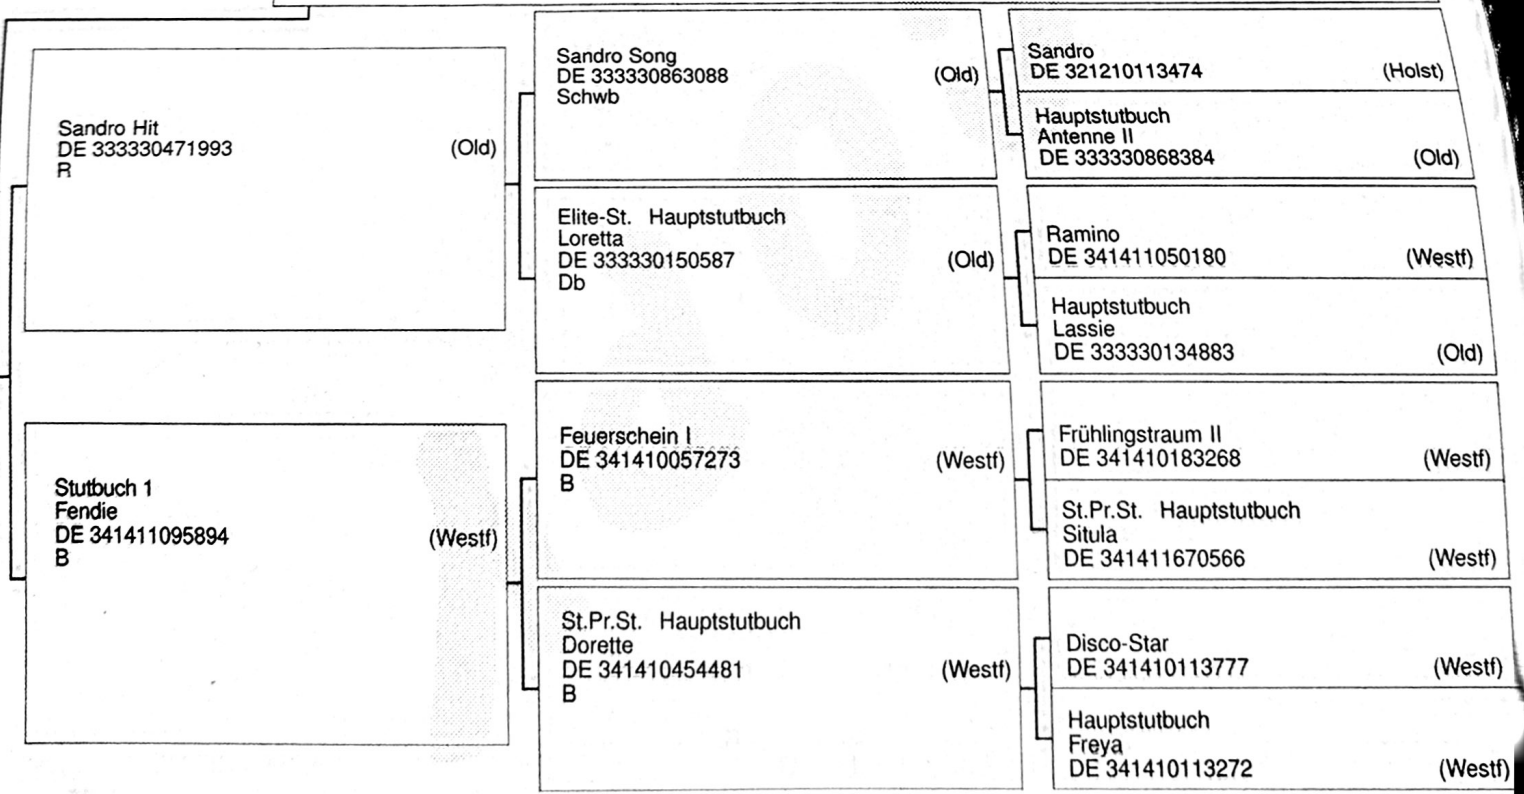 Sandro Hit
DE 333330471993 (Old)
R
Stutbuch 1
Fendie
DE 341411095894 (Westf)
B
Sandro Song
DE 333330863088 (Old)
Schwb
Elite-St. Hauptstutbuch
Loretta
DE 333330150587 (Old)
Db
Feuerschein I
DE 341410057273 (Westf)
B
St.Pr.St. Hauptstutbuch
Dorette
DE 341410454481 (Westf)
B
Sandro
DE 321210113474 (Holst)
Hauptstutbuch
Antenne II
DE 333330868384 (Old)
Ramino
DE 341411050180 (Westf)
Hauptstutbuch
Lassie
DE 333330134883 (Old)
Frühlingstraum II
DE 341410183268 (Westf)
St.Pr.St. Hauptstutbuch
Situla
DE 341411670566 (Westf)
Disco-Star
DE 341410113777 (Westf)
Hauptstutbuch
Freya
DE 341410113272 (Westf)